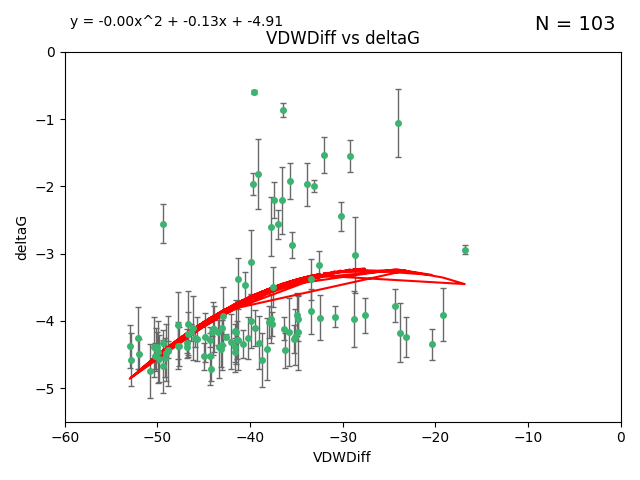 y = -0.00x^2 + -0.13x + -4.91
N = 103
VDWDiff vs deltaG
0
−1
−2
−3
−4
−5
deltaG
−60 −50 −40 −30 −20 −10 0
VDWDiff